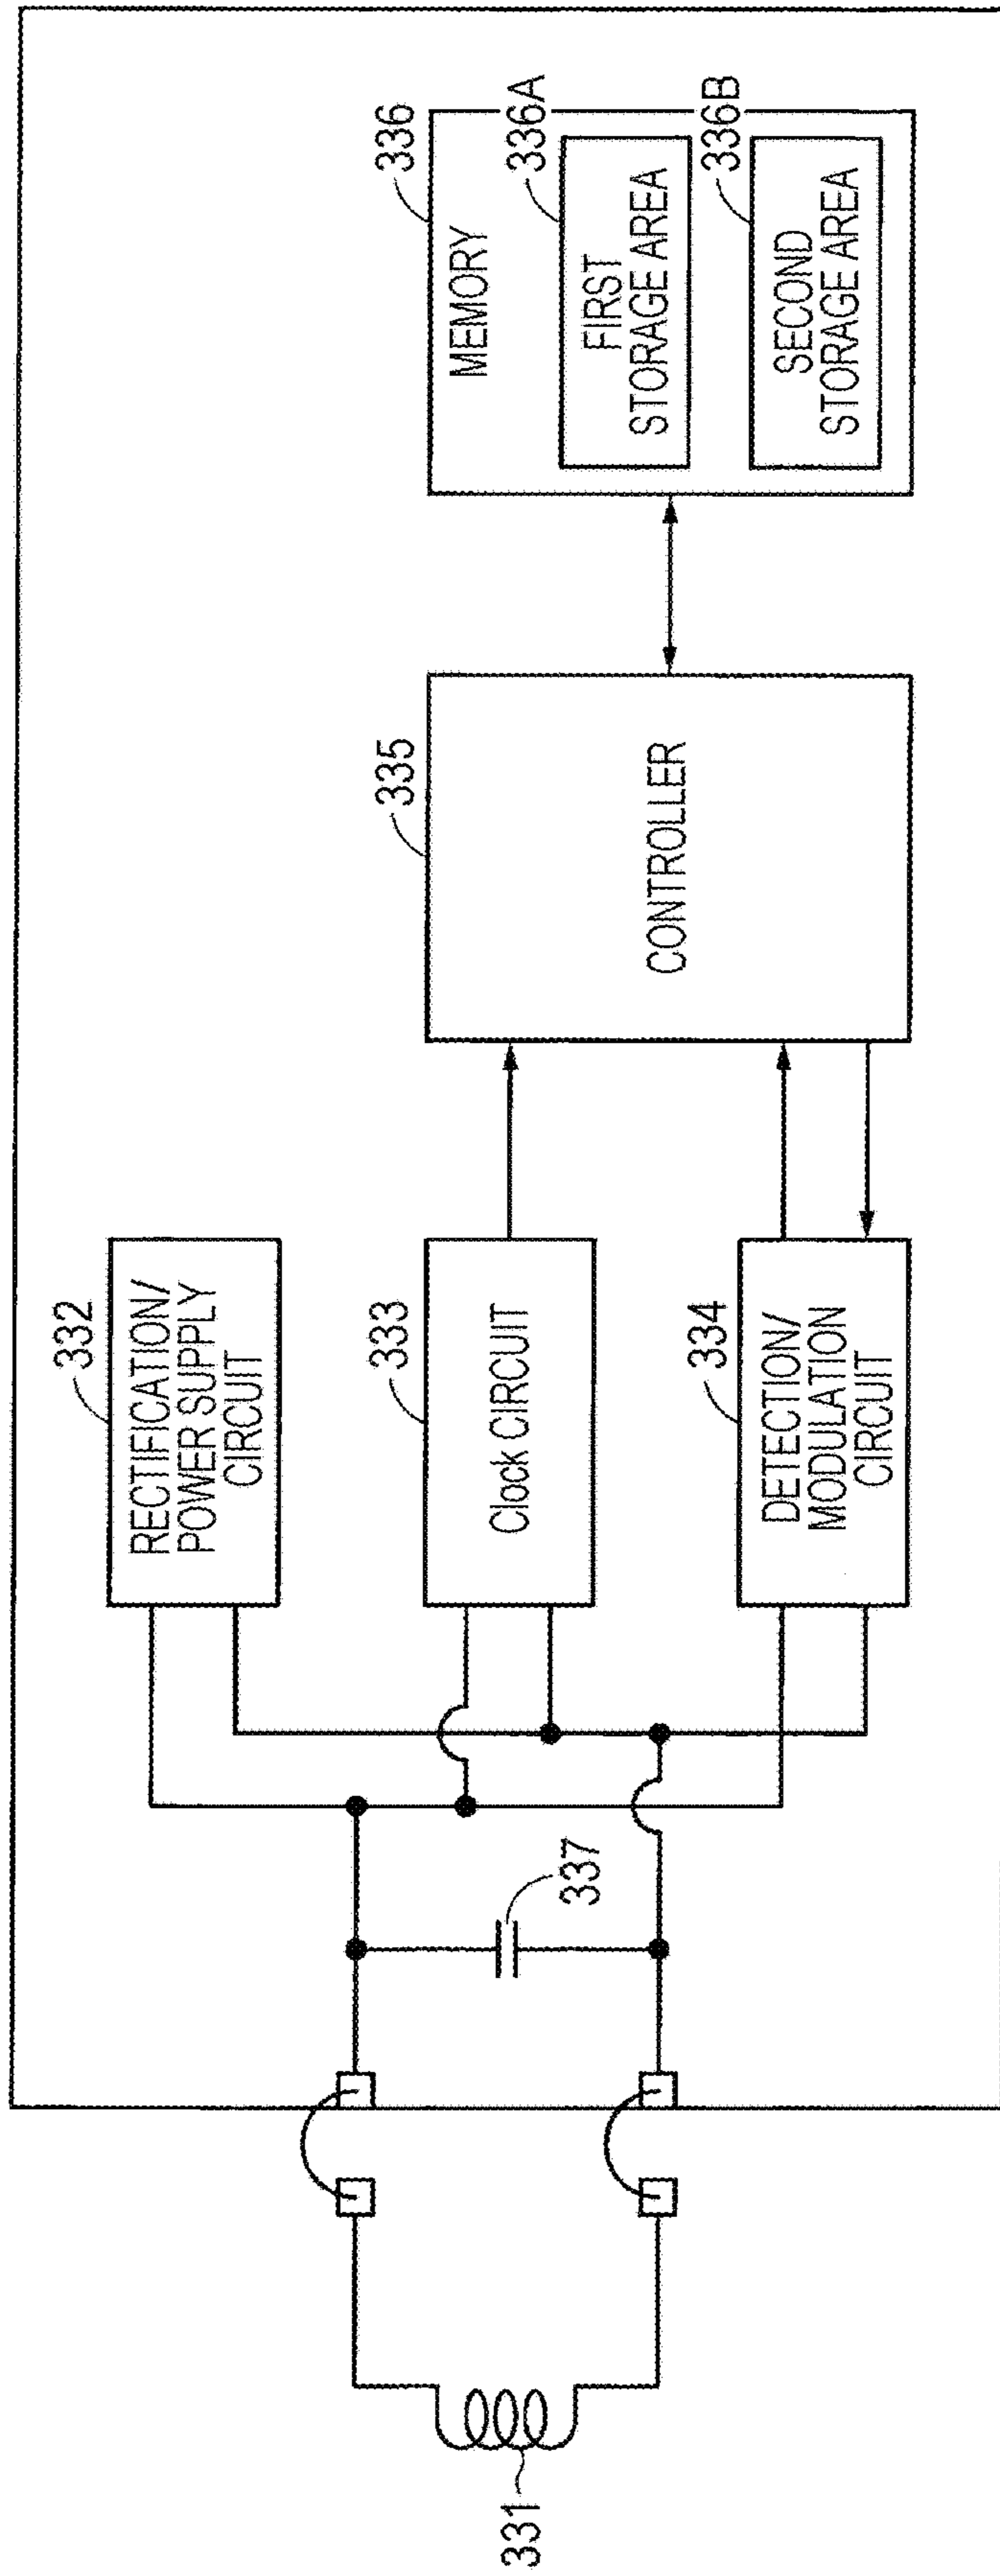 332
RECTIFICATION/
POWER SUPPLY
CIRCUIT
333
Clock CIRCUIT
334
DETECTION/
MODULATION
CIRCUIT
335
CONTROLLER
336
MEMORY
336A
FIRST
STORAGE AREA
336B
SECOND
STORAGE AREA
337
331